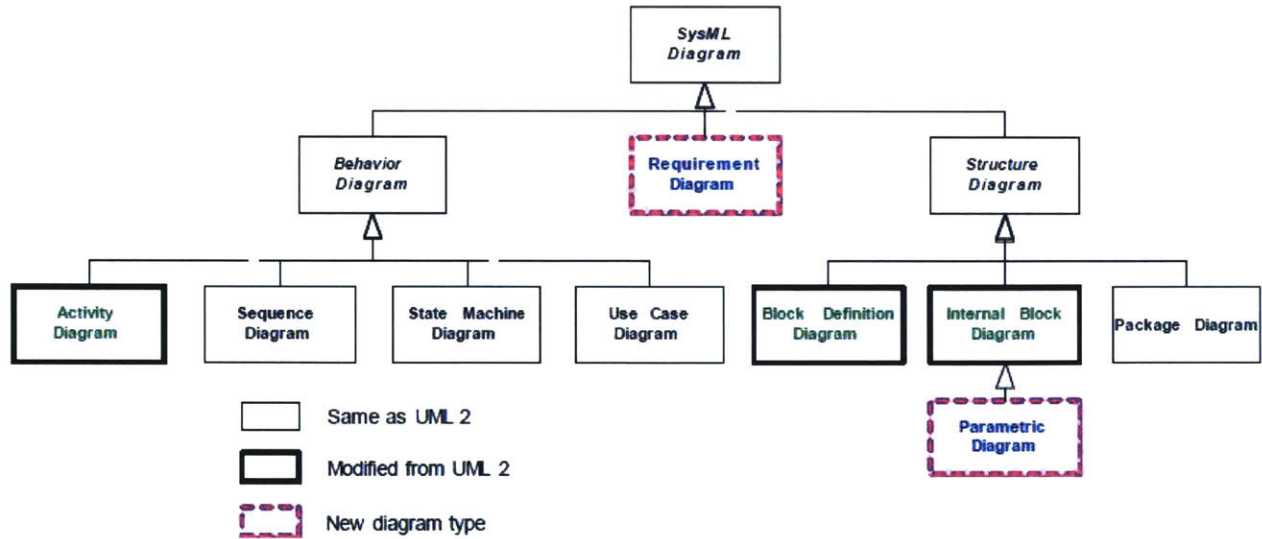 SysML
Diagram
Behavior
Diagram
Requirement
Diagram
Structure
Diagram
Activity
Diagram
Sequence
Diagram
State Machine
Diagram
Use Case
Diagram
Block Definition
Diagram
Internal Block
Diagram
Package Diagram
Same as UML 2
Parametric
Diagram
Modified from UML 2
New diagram type